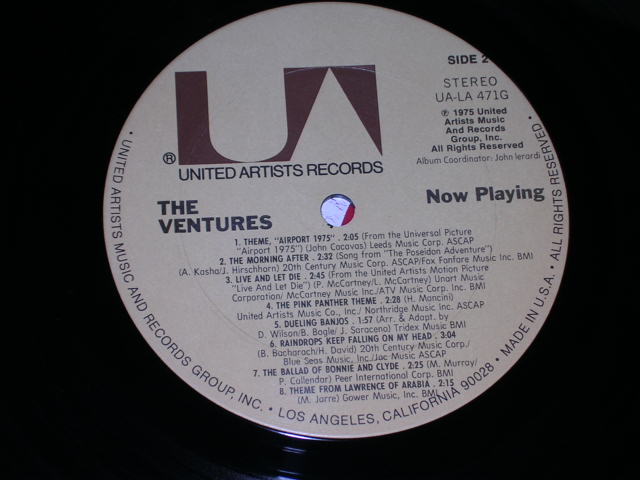 SIDE 2
STEREO
UA-LA 471G
℗ 1975 United
Artists Music
And Records
Group, Inc.
All Rights Reserved
Album Coordinator: John Ierardi
UA
®
UNITED ARTISTS RECORDS
THE
VENTURES
Now Playing
1. THEME, "AIRPORT 1975" . 2:05 (From the Universal Picture
"Airport 1975") (John Cacavas) Leeds Music Corp. ASCAP
2. THE MORNING AFTER . 2:32 (Song from "The Poseidon Adventure")
(A. Kasha/J. Hirschhorn) 20th Century Music Corp. ASCAP/Fox Fanfare Music Inc. BMI
3. LIVE AND LET DIE . 2:45 (From the United Artists Motion Picture
"Live And Let Die") (P. McCartney/L. McCartney) Unart Music
Corporation/ McCartney Music Inc./ATV Music Corp. Inc. BMI
4. THE PINK PANTHER THEME . 2:28 (H. Mancini)
United Artists Music Co., Inc./ Northridge Music Inc. ASCAP
5. DUELING BANJOS . 1:57 (Arr. & Adapt. by
D. Wilson/B. Bogle/ J. Saraceno) Tridex Music BMI
6. RAINDROPS KEEP FALLING ON MY HEAD . 3:04
(B. Bacharach/H. David) 20th Century Music Corp./
Blue Seas Music Inc./Jac Music ASCAP
7. THE BALLAD OF BONNIE AND CLYDE . 2:25 (M. Murray/
P. Callendar) Peer International Corp. BMI
8. THEME FROM LAWRENCE OF ARABIA . 2:15
(M. Jarre) Gower Music, Inc. BMI
• UNITED ARTISTS MUSIC AND RECORDS GROUP, INC. • LOS ANGELES, CALIFORNIA 90028 • MADE IN U.S.A. • ALL RIGHTS RESERVED •